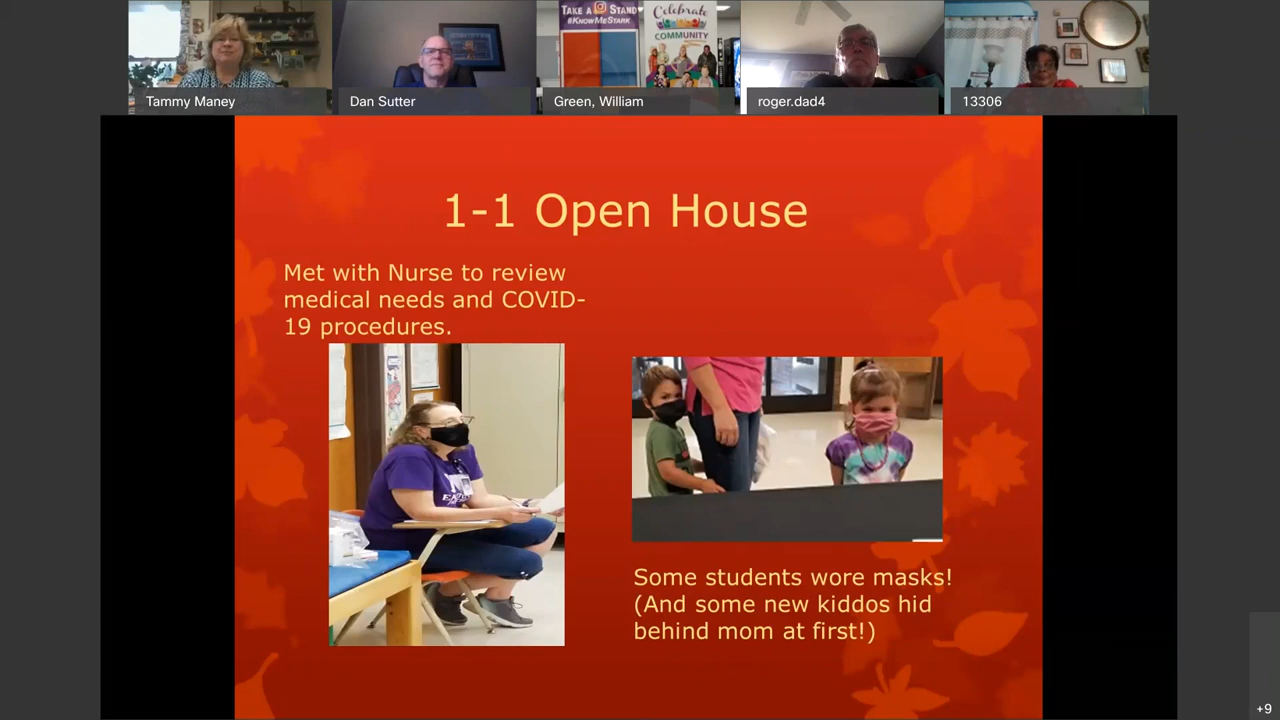 TAKE A STAND
#KNOWMESTARK
Celebrate
COMMUNITY
Tammy Maney
Dan Sutter
Green, William
roger.dad4
13306
1-1 Open House
Met with Nurse to review
medical needs and COVID-
19 procedures.
Some students wore masks!
(And some new kiddos hid
behind mom at first!)
+9